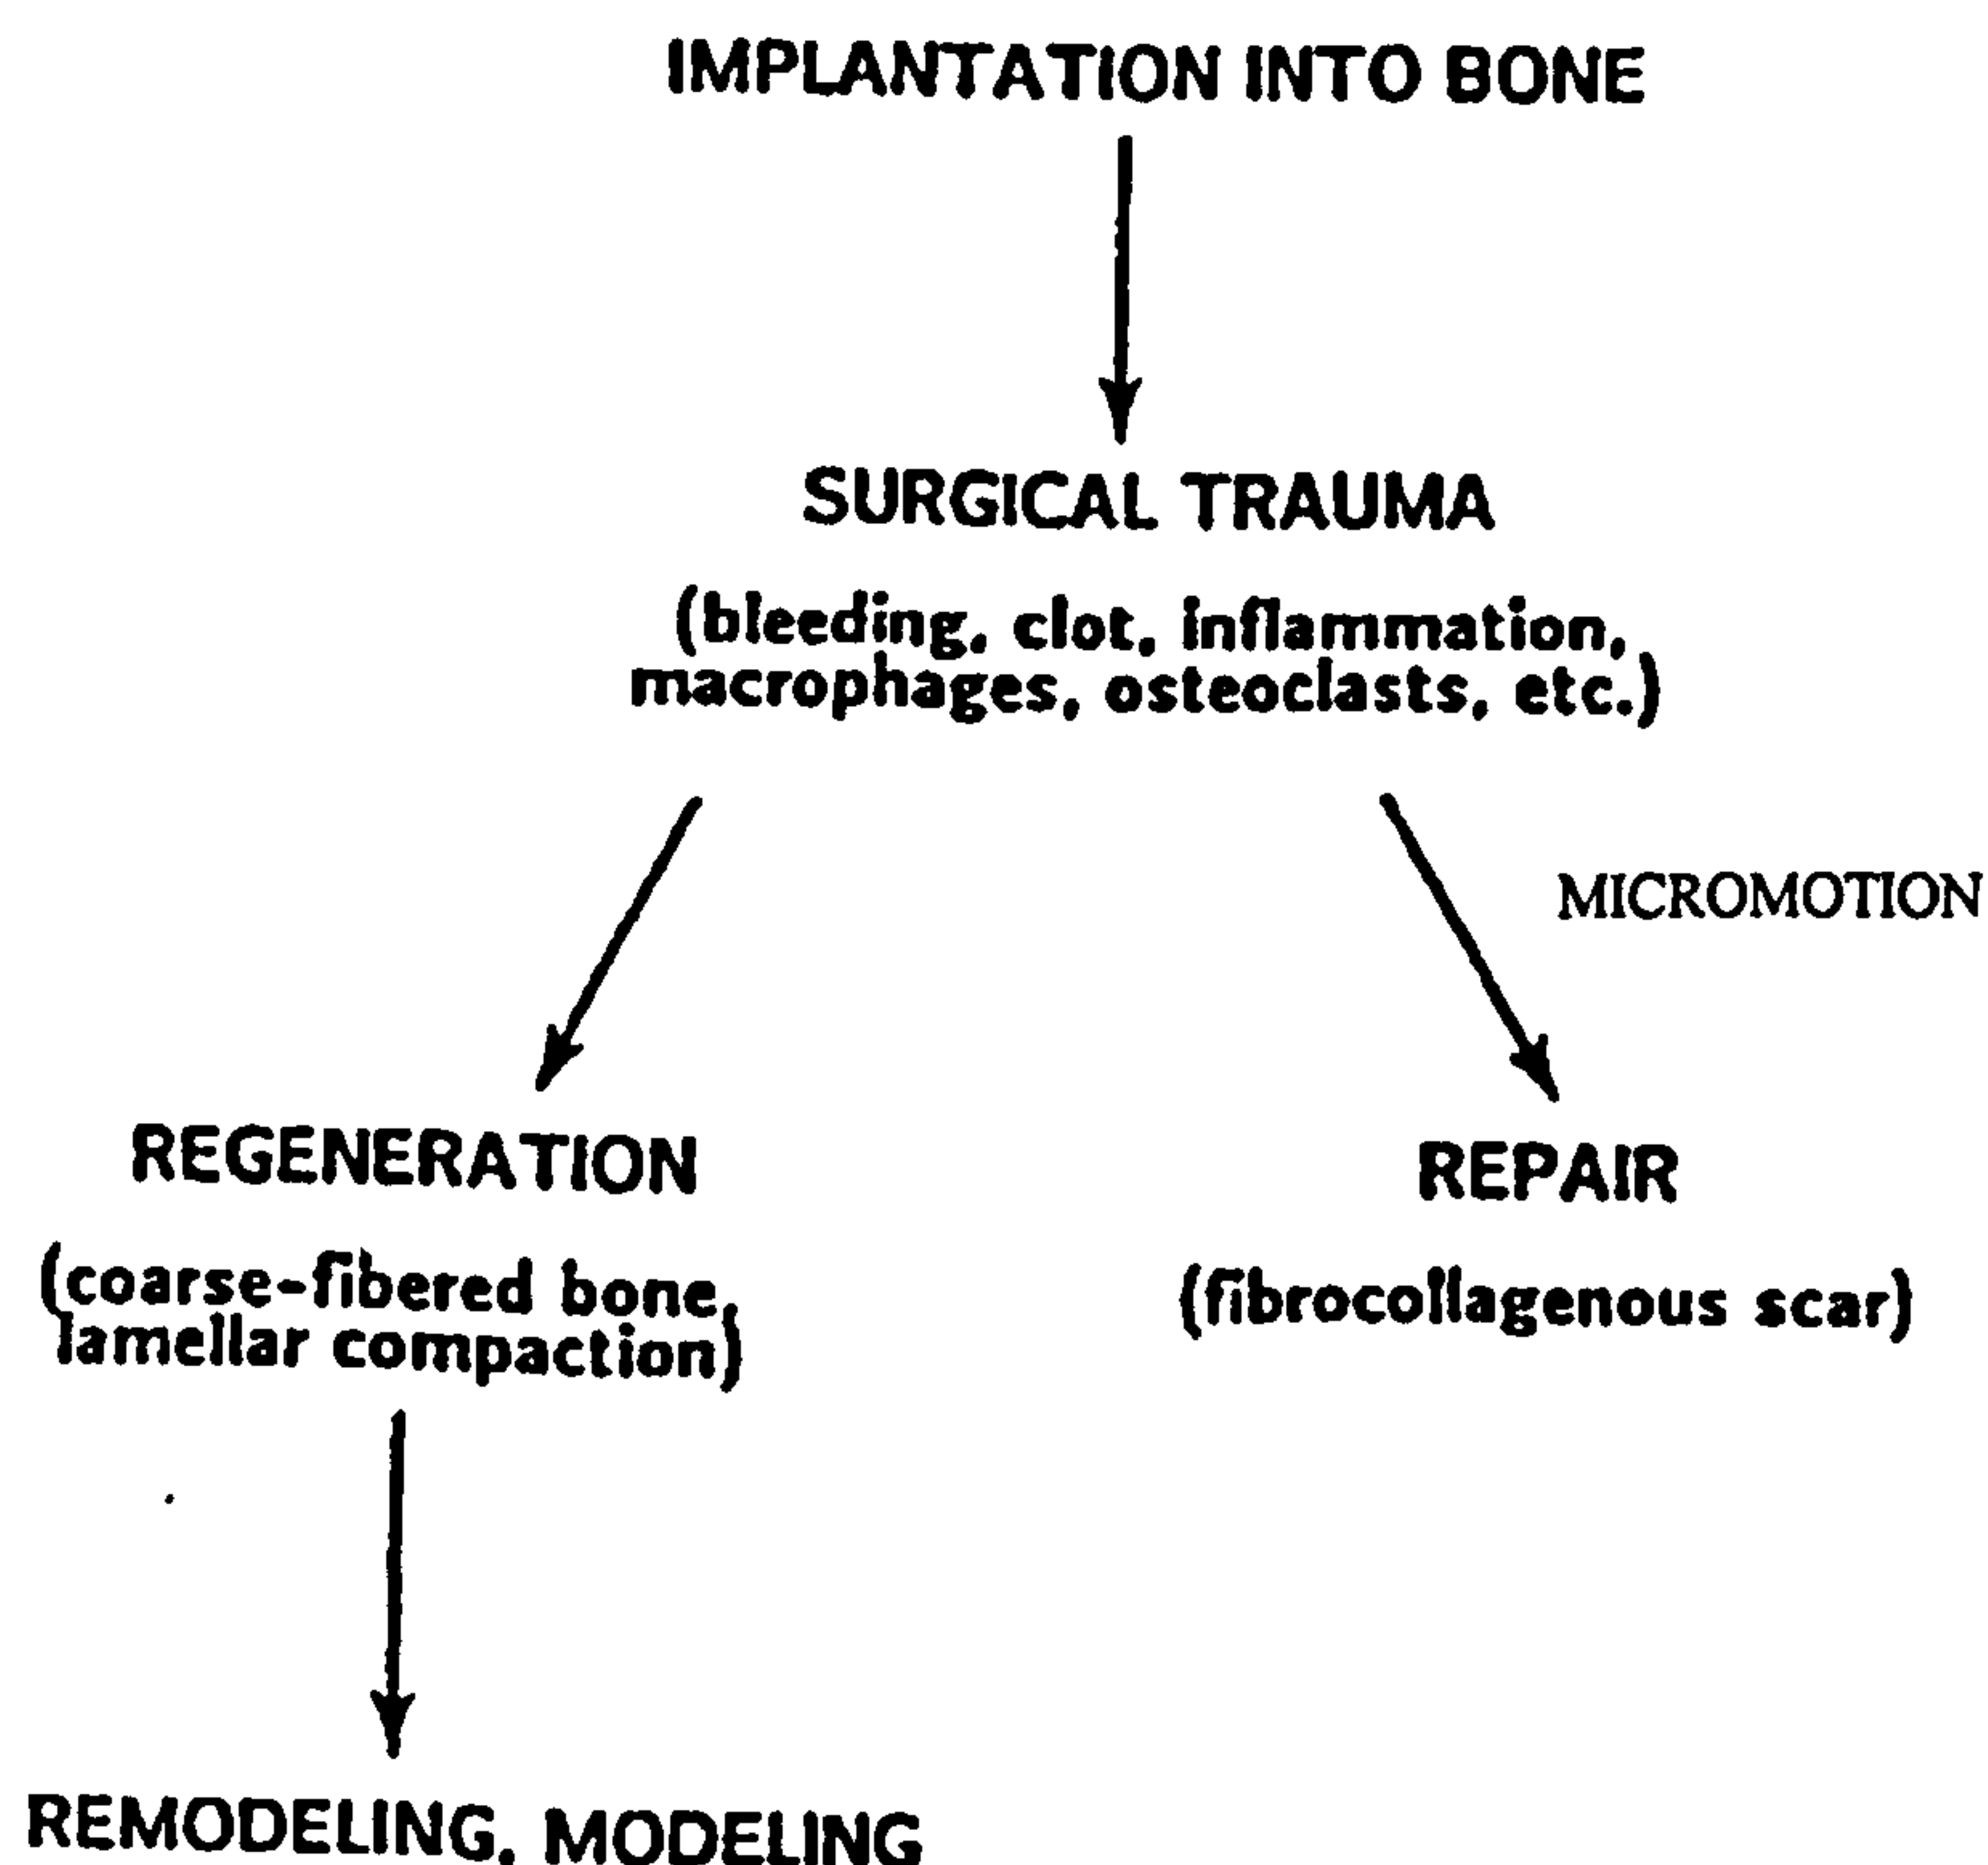 IMPLANTATION INTO BONE
SURGICAL TRAUMA
(bleeding, clot, inflammation,
macrophages, osteoclasts, etc.)
MICROMOTION
REGENERATION
REPAIR
(coarse-fibered bone,
lamellar compaction)
(fibrocollagenous scar)
REMODELING, MODELING